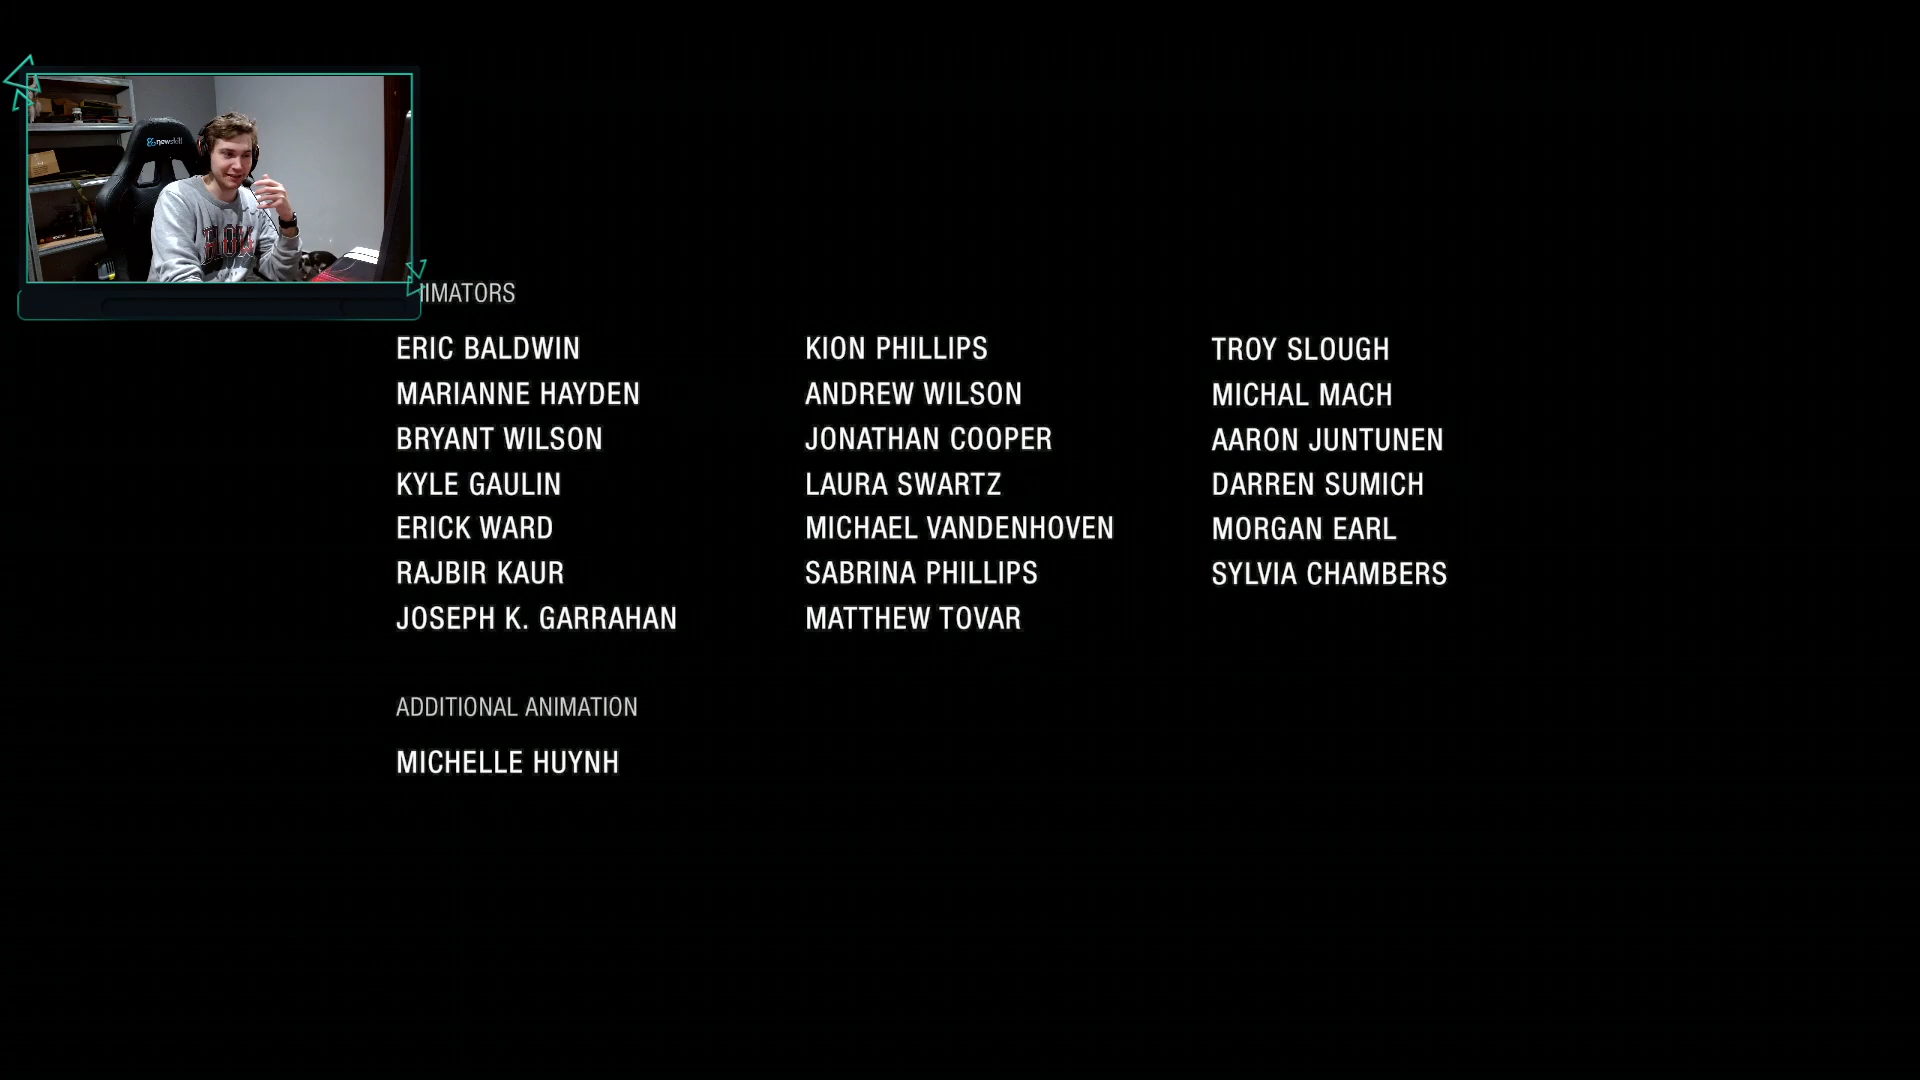 newskill
IMATORS
ERIC BALDWIN
MARIANNE HAYDEN
BRYANT WILSON
KYLE GAULIN
ERICK WARD
RAJBIR KAUR
JOSEPH K. GARRAHAN
KION PHILLIPS
ANDREW WILSON
JONATHAN COOPER
LAURA SWARTZ
MICHAEL VANDENHOVEN
SABRINA PHILLIPS
MATTHEW TOVAR
TROY SLOUGH
MICHAL MACH
AARON JUNTUNEN
DARREN SUMICH
MORGAN EARL
SYLVIA CHAMBERS
ADDITIONAL ANIMATION
MICHELLE HUYNH